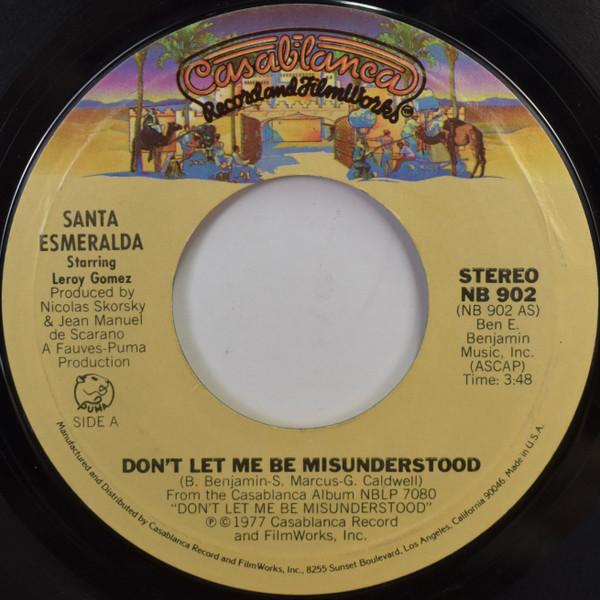 Casablanca
Record and FilmWorks
SANTA
ESMERALDA
Starring
Leroy Gomez
Produced by
Nicolas Skorsky
& Jean Manuel
de Scarano
A Fauves-Puma
Production
PUMA
SIDE A
STEREO
NB 902
(NB 902 AS)
Ben E.
Benjamin
Music, Inc.
(ASCAP)
Time: 3:48
DON'T LET ME BE MISUNDERSTOOD
(B. Benjamin-S. Marcus-G. Caldwell)
From the Casablanca Album NBLP 7080
"DON'T LET ME BE MISUNDERSTOOD"
Ⓟ © 1977 Casablanca Record
and FilmWorks, Inc.
Manufactured and Distributed by Casablanca Record and FilmWorks, Inc., 8255 Sunset Boulevard, Los Angeles, California 90046. Made in U.S.A.